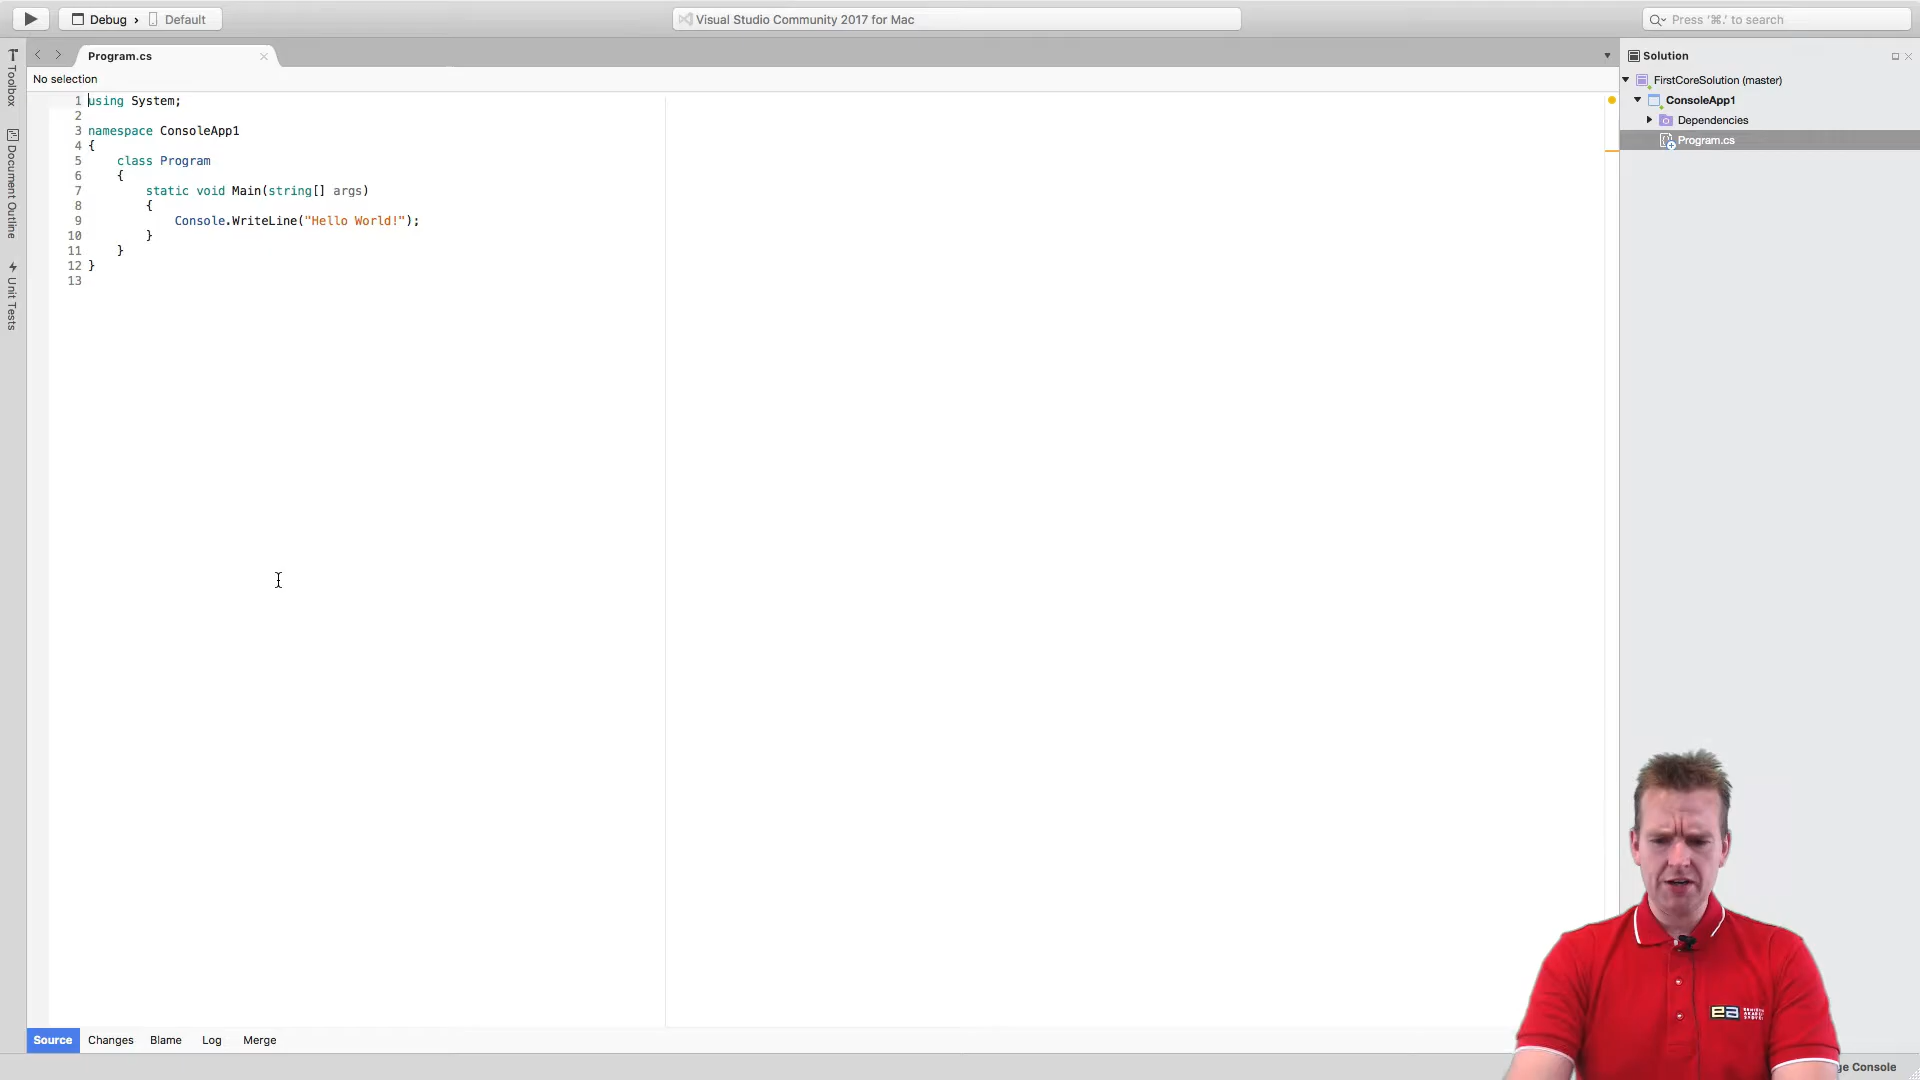 Debug › Default
Visual Studio Community 2017 for Mac
Press '⌘.' to search
Toolbox
Document Outline
Unit Tests
Program.cs
No selection
1 using System;
2
3 namespace ConsoleApp1
4 {
5 class Program
6 {
7 static void Main(string[] args)
8 {
9 Console.WriteLine("Hello World!");
10 }
11 }
12 }
13
Solution
FirstCoreSolution (master)
ConsoleApp1
Dependencies
Program.cs
Source Changes Blame Log Merge
Console
ea